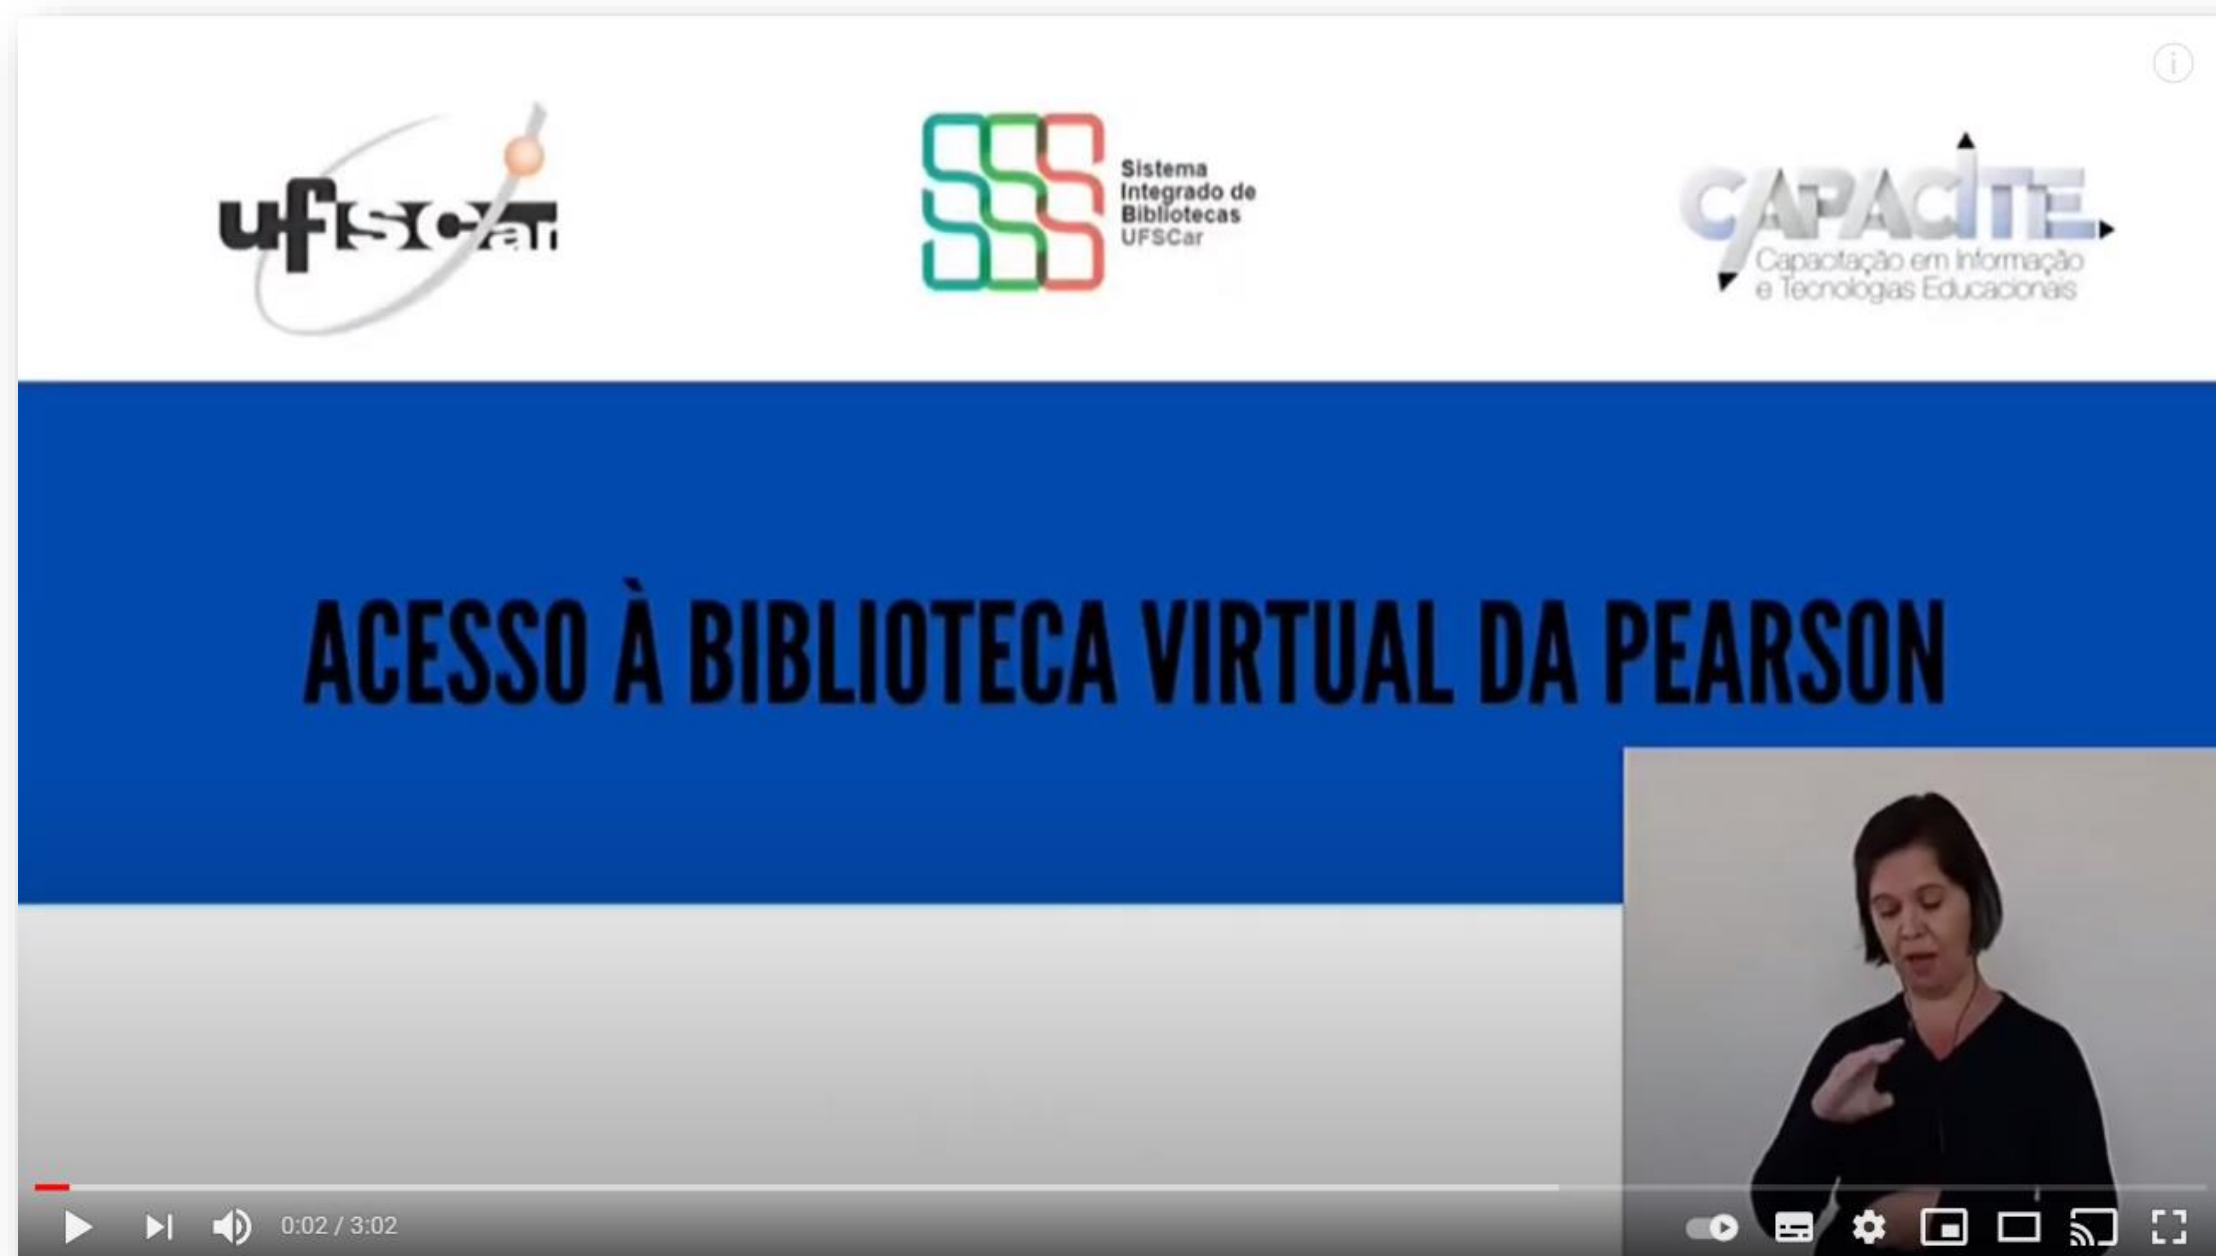 UFSCar
Sistema
Integrado de
Bibliotecas
UFSCar
CAPACITE
Capacitação em Informação
e Tecnologias Educacionais
ACESSO À BIBLIOTECA VIRTUAL DA PEARSON
0:02 / 3:02